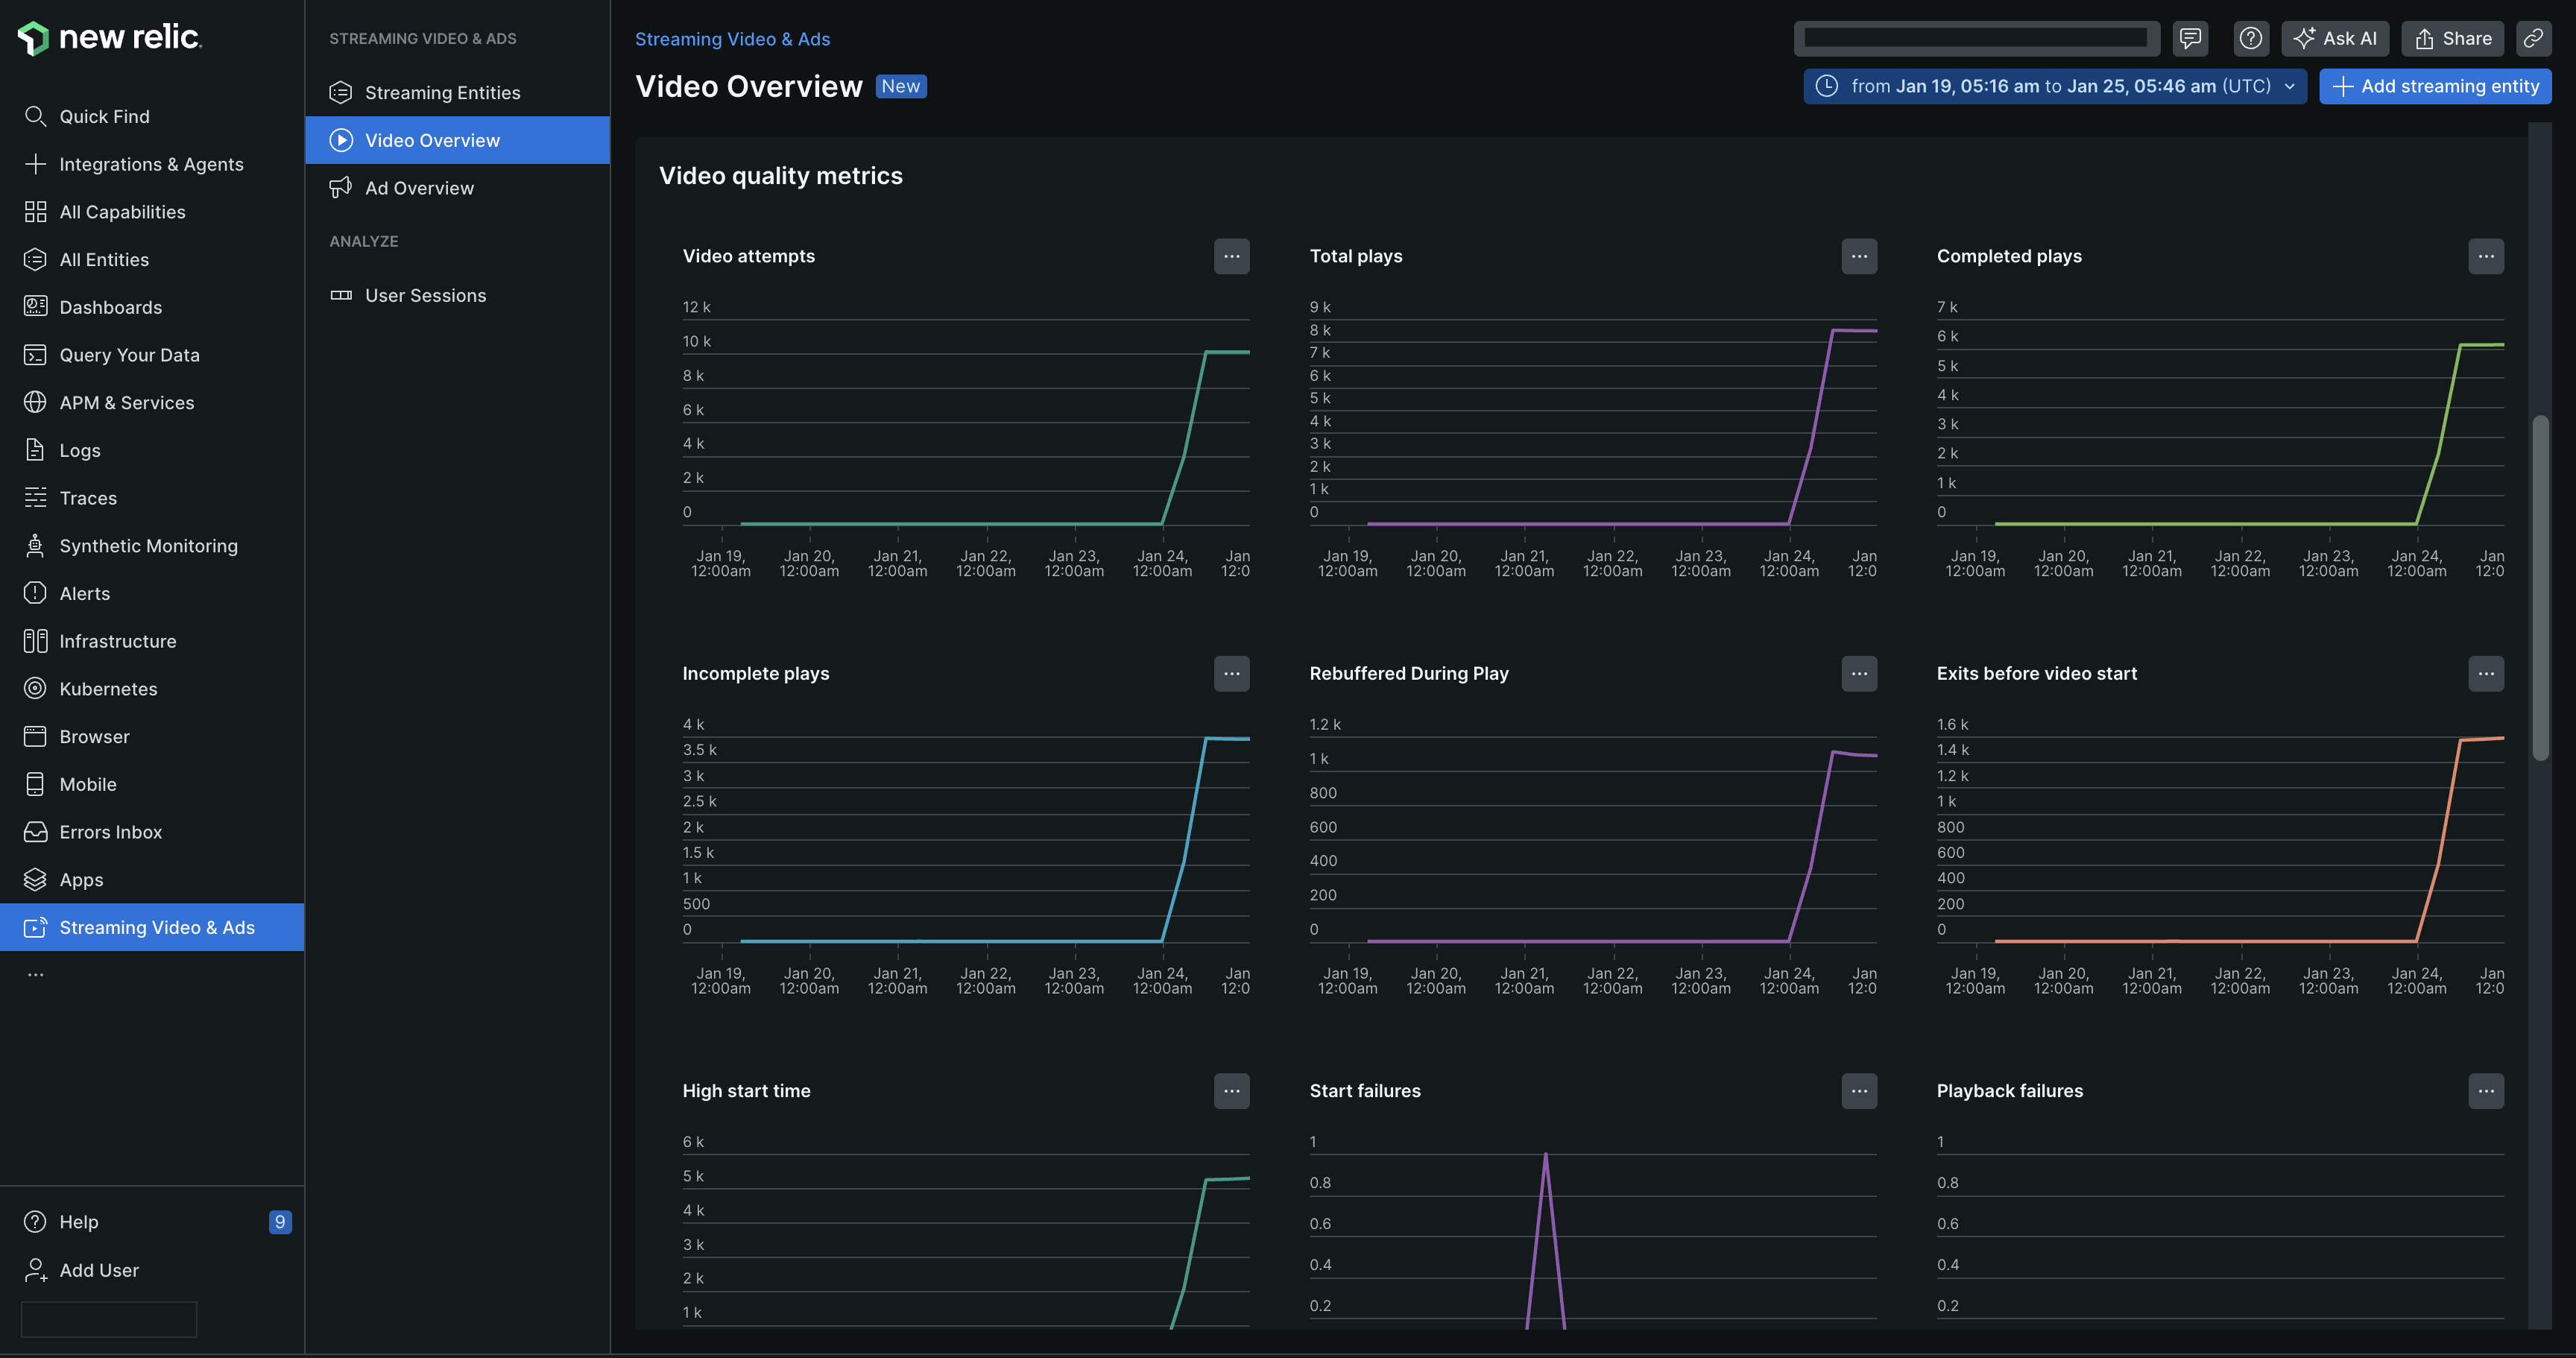 new relic.
Quick Find
Integrations & Agents
All Capabilities
All Entities
Dashboards
Query Your Data
APM & Services
Logs
Traces
Synthetic Monitoring
Alerts
Infrastructure
Kubernetes
Browser
Mobile
Errors Inbox
Apps
Streaming Video & Ads
...
Help 9
Add User
STREAMING VIDEO & ADS
Streaming Entities
Video Overview
Ad Overview
ANALYZE
User Sessions
Streaming Video & Ads
Ask AI
Share
Video Overview New
from Jan 19, 05:16 am to Jan 25, 05:46 am (UTC)
Add streaming entity
Video quality metrics
Video attempts
12 k
10 k
8 k
6 k
4 k
2 k
0
Jan 19, Jan 20, Jan 21, Jan 22, Jan 23, Jan 24, Jan
12:00am 12:00am 12:00am 12:00am 12:00am 12:00am 12:0
Total plays
9 k
8 k
7 k
6 k
5 k
4 k
3 k
2 k
1 k
0
Jan 19, Jan 20, Jan 21, Jan 22, Jan 23, Jan 24, Jan
12:00am 12:00am 12:00am 12:00am 12:00am 12:00am 12:0
Completed plays
7 k
6 k
5 k
4 k
3 k
2 k
1 k
0
Jan 19, Jan 20, Jan 21, Jan 22, Jan 23, Jan 24, Jan
12:00am 12:00am 12:00am 12:00am 12:00am 12:00am 12:0
Incomplete plays
4 k
3.5 k
3 k
2.5 k
2 k
1.5 k
1 k
500
0
Jan 19, Jan 20, Jan 21, Jan 22, Jan 23, Jan 24, Jan
12:00am 12:00am 12:00am 12:00am 12:00am 12:00am 12:0
Rebuffered During Play
1.2 k
1 k
800
600
400
200
0
Jan 19, Jan 20, Jan 21, Jan 22, Jan 23, Jan 24, Jan
12:00am 12:00am 12:00am 12:00am 12:00am 12:00am 12:0
Exits before video start
1.6 k
1.4 k
1.2 k
1 k
800
600
400
200
0
Jan 19, Jan 20, Jan 21, Jan 22, Jan 23, Jan 24, Jan
12:00am 12:00am 12:00am 12:00am 12:00am 12:00am 12:0
High start time
6 k
5 k
4 k
3 k
2 k
1 k
Start failures
1
0.8
0.6
0.4
0.2
Playback failures
1
0.8
0.6
0.4
0.2